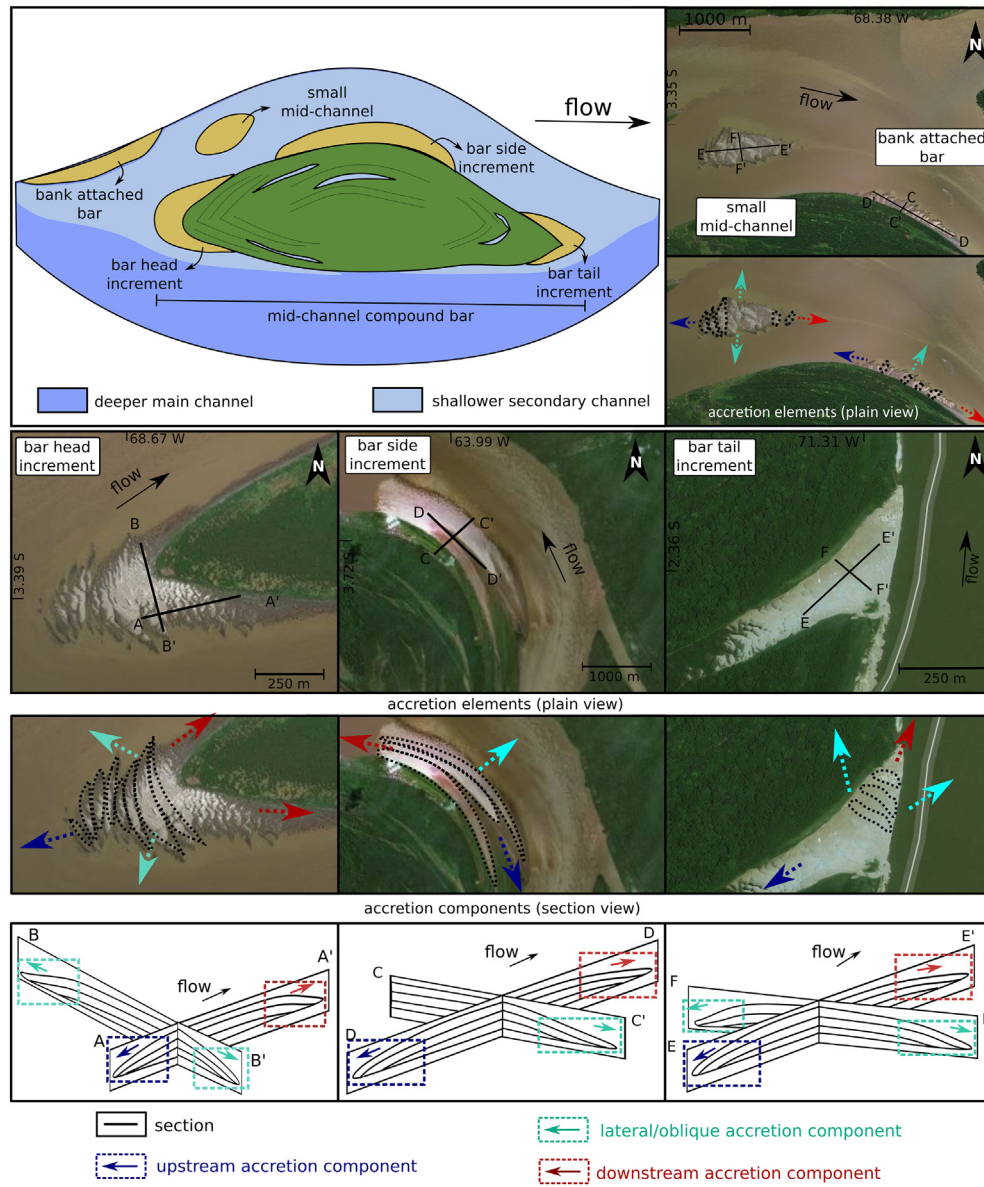 small
mid-channel
flow
bar side
increment
bank attached
bar
bar head
increment
bar tail
increment
mid-channel compound bar
deeper main channel
shallower secondary channel
1000 m
68.38 W
N
3.35 S
flow
bank attached
bar
F
E
E'
F'
small
mid-channel
D'
C
C'
D
accretion elements (plain view)
bar head
increment
68.67 W
N
flow
B
3.39 S
A
A'
B'
250 m
bar side
increment
63.99 W
N
D
C'
C
D'
3.72 S
flow
1000 m
bar tail
increment
71.31 W
N
2.36 S
F
E'
F'
E
flow
250 m
accretion elements (plain view)
accretion components (section view)
B
A'
flow
A
B'
D
flow
C
C'
D
E'
flow
F
E
section
lateral/oblique accretion component
upstream accretion component
downstream accretion component